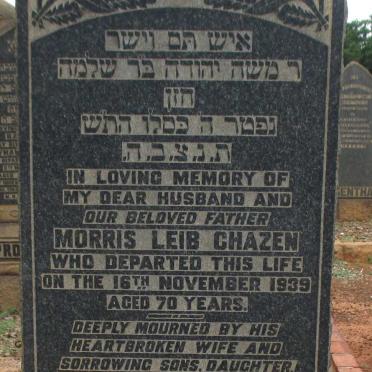 איש תם וישר
ר משה יהודה בר שלמה
חזן
נפטר ה כסלו התש
ת.נ.צ.ב.ה
IN LOVING MEMORY OF
MY DEAR HUSBAND AND
OUR BELOVED FATHER
MORRIS LEIB CHAZEN
WHO DEPARTED THIS LIFE
ON THE 16TH NOVEMBER 1939
AGED 70 YEARS.
DEEPLY MOURNED BY HIS
HEARTBROKEN WIFE AND
SORROWING SONS, DAUGHTER,